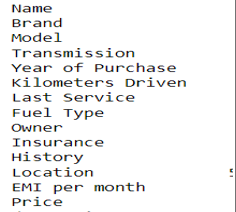 Name
Brand
Model
Transmission
Year of Purchase
Kilometers Driven
Last Service
Fuel Type
Owner
Insurance
History
Location
EMI per month
Price